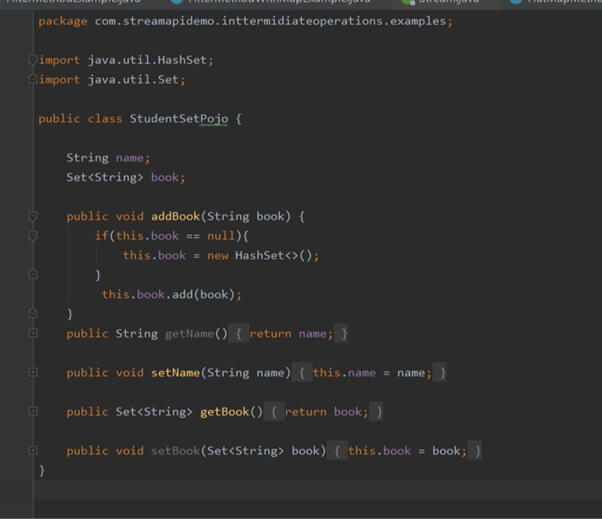 package com.streamapidemo.inttermidiateoperations.examples;
import java.util.HashSet;
import java.util.Set;
public class StudentSetPojo {
String name;
Set<String> book;
public void addBook(String book) {
if(this.book == null){
this.book = new HashSet<>();
}
this.book.add(book);
}
public String getName() { return name; }
public void setName(String name) { this.name = name; }
public Set<String> getBook() { return book; }
public void setBook(Set<String> book) { this.book = book; }
}